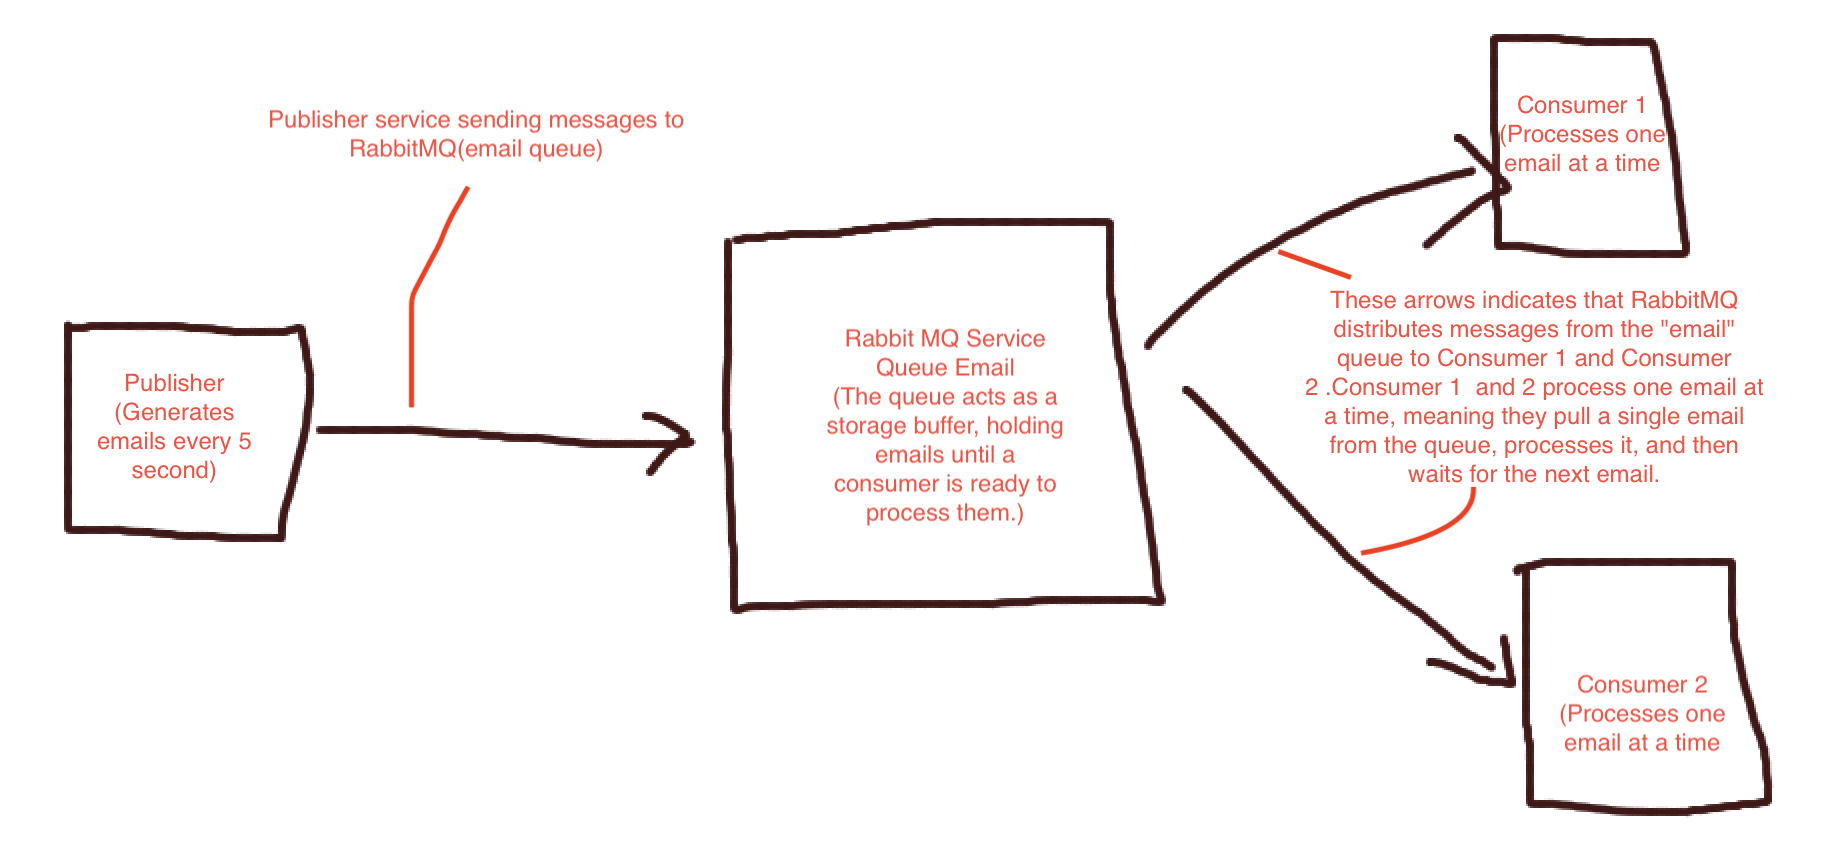 Publisher service sending messages to
RabbitMQ(email queue)
Publisher
(Generates
emails every 5
second)
Rabbit MQ Service
Queue Email
(The queue acts as a
storage buffer, holding
emails until a
consumer is ready to
process them.)
Consumer 1
(Processes one
email at a time
These arrows indicates that RabbitMQ
distributes messages from the "email"
queue to Consumer 1 and Consumer
2 .Consumer 1  and 2 process one email at
a time, meaning they pull a single email
from the queue, processes it, and then
waits for the next email.
Consumer 2
(Processes one
email at a time